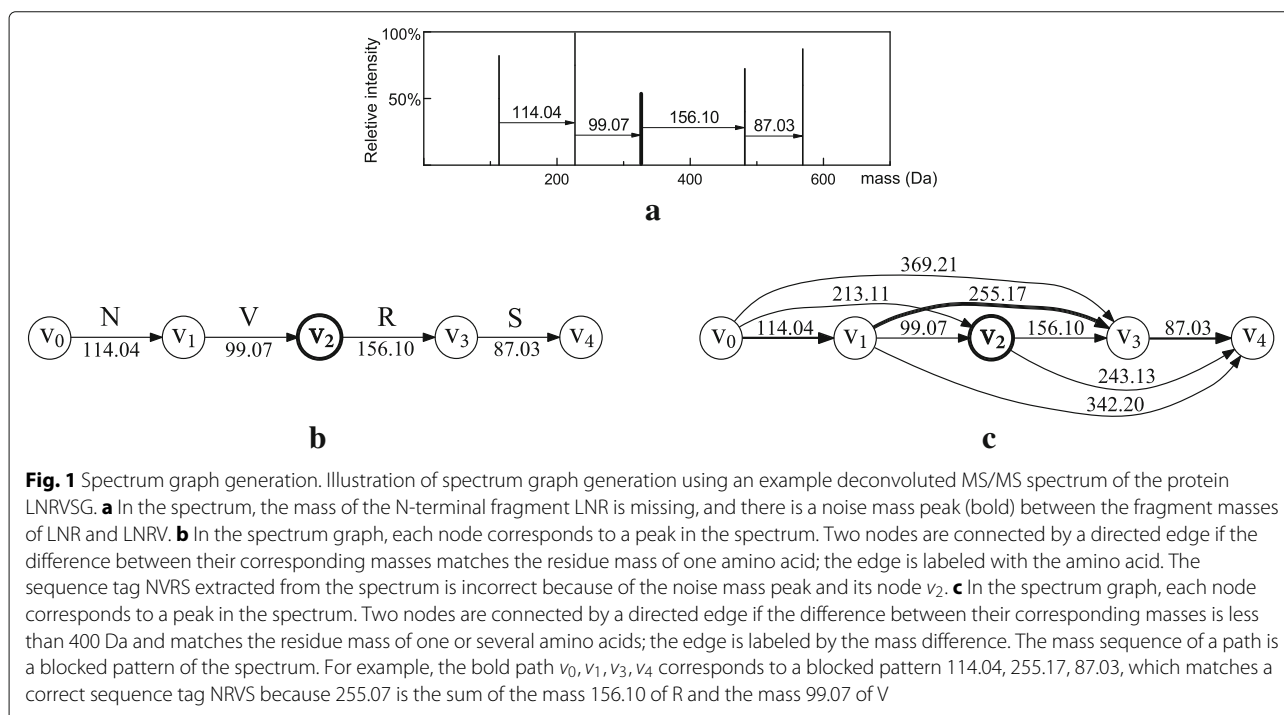 100%
50%
Reletive intensity
114.04
99.07
156.10
87.03
200
400
600
mass (Da)
a
N
V
R
S
v0
v1
v2
v3
v4
114.04
99.07
156.10
87.03
b
369.21
213.11
255.17
v0
114.04
v1
99.07
v2
156.10
v3
87.03
v4
243.13
342.20
c
Fig. 1 Spectrum graph generation. Illustration of spectrum graph generation using an example deconvoluted MS/MS spectrum of the protein
LNRVSG. a In the spectrum, the mass of the N-terminal fragment LNR is missing, and there is a noise mass peak (bold) between the fragment masses
of LNR and LNRV. b In the spectrum graph, each node corresponds to a peak in the spectrum. Two nodes are connected by a directed edge if the
difference between their corresponding masses matches the residue mass of one amino acid; the edge is labeled with the amino acid. The
sequence tag NVRS extracted from the spectrum is incorrect because of the noise mass peak and its node v2. c In the spectrum graph, each node
corresponds to a peak in the spectrum. Two nodes are connected by a directed edge if the difference between their corresponding masses is less
than 400 Da and matches the residue mass of one or several amino acids; the edge is labeled by the mass difference. The mass sequence of a path is
a blocked pattern of the spectrum. For example, the bold path v0, v1, v3, v4 corresponds to a blocked pattern 114.04, 255.17, 87.03, which matches a
correct sequence tag NRVS because 255.07 is the sum of the mass 156.10 of R and the mass 99.07 of V